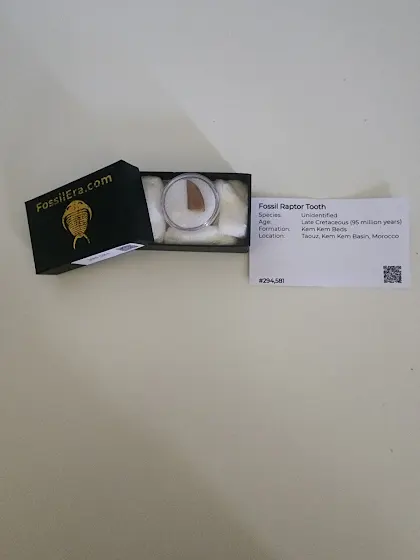 FossilEra.com
Fossil Raptor Tooth
Species: Unidentified
Age: Late Cretaceous (95 million years)
Formation: Kem Kem Beds
Location: Taouz, Kem Kem Basin, Morocco
#294,581